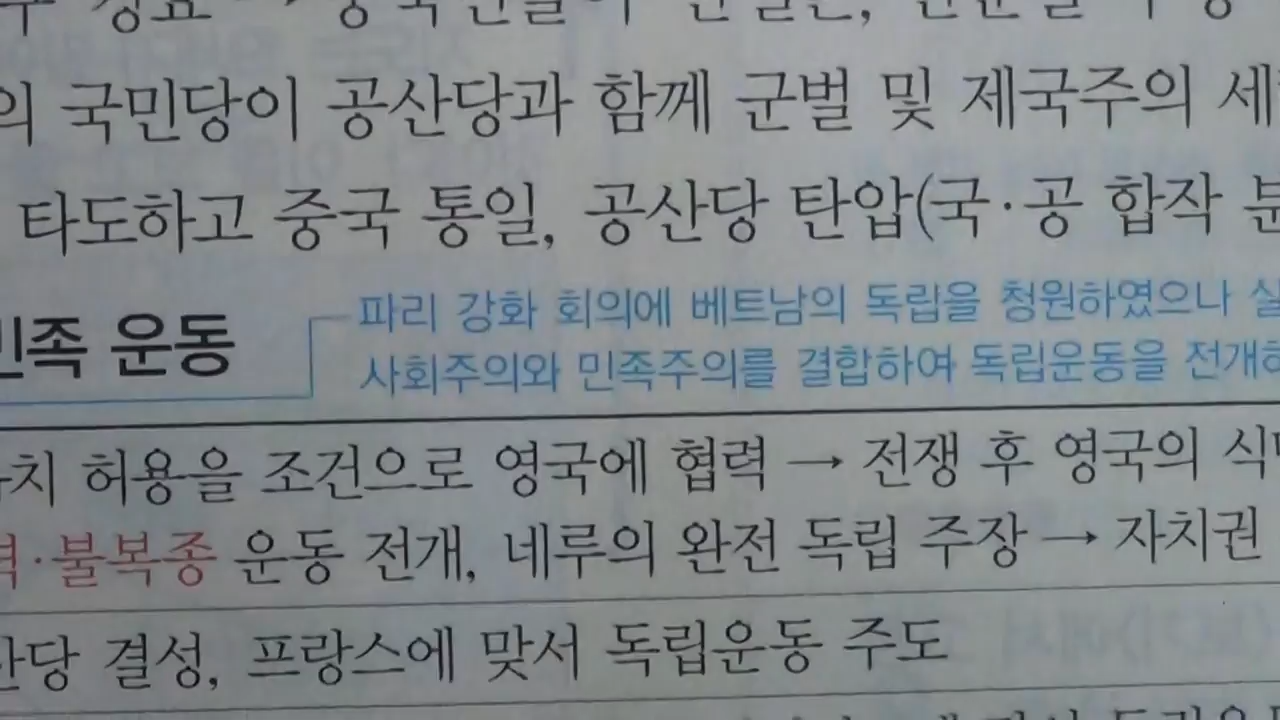 의 국민당이 공산당과 함께 군벌 및 제국주의 세
타도하고 중국 통일, 공산당 탄압(국·공 합작 분
민족 운동
파리 강화 회의에 베트남의 독립을 청원하였으나 실
사회주의와 민족주의를 결합하여 독립운동을 전개하
치 허용을 조건으로 영국에 협력 → 전쟁 후 영국의 식
·불복종 운동 전개, 네루의 완전 독립 주장 → 자치권
당 결성, 프랑스에 맞서 독립운동 주도